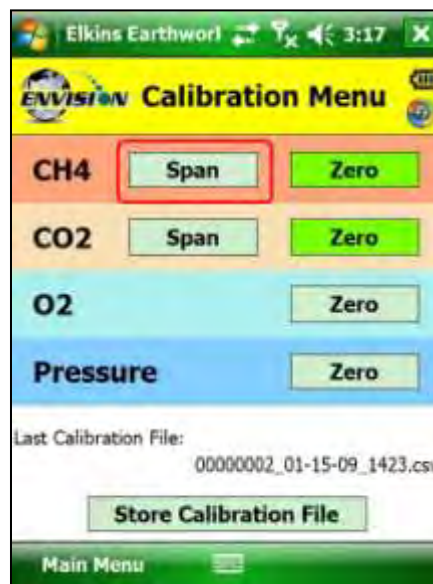 Elkins Earthworl 3:17
ENVISION Calibration Menu
CH4 Span Zero
CO2 Span Zero
O2 Zero
Pressure Zero
Last Calibration File:
00000002_01-15-09_1423.csv
Store Calibration File
Main Menu